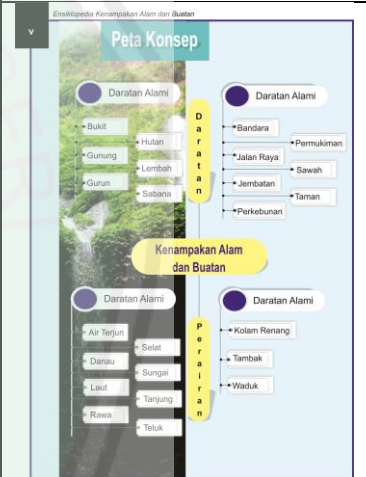 Ensiklopedia Kenampakan Alam dan Buatan
v
Peta Konsep
Daratan Alami
Bukit
Hutan
Gunung
Lembah
Gurun
Sabana
Daratan
Daratan Alami
Bandara
Permukiman
Jalan Raya
Sawah
Jembatan
Taman
Perkebunan
Kenampakan Alam
dan Buatan
Daratan Alami
Air Terjun
Selat
Danau
Sungai
Laut
Tanjung
Rawa
Teluk
Perairan
Daratan Alami
Kolam Renang
Tambak
Waduk